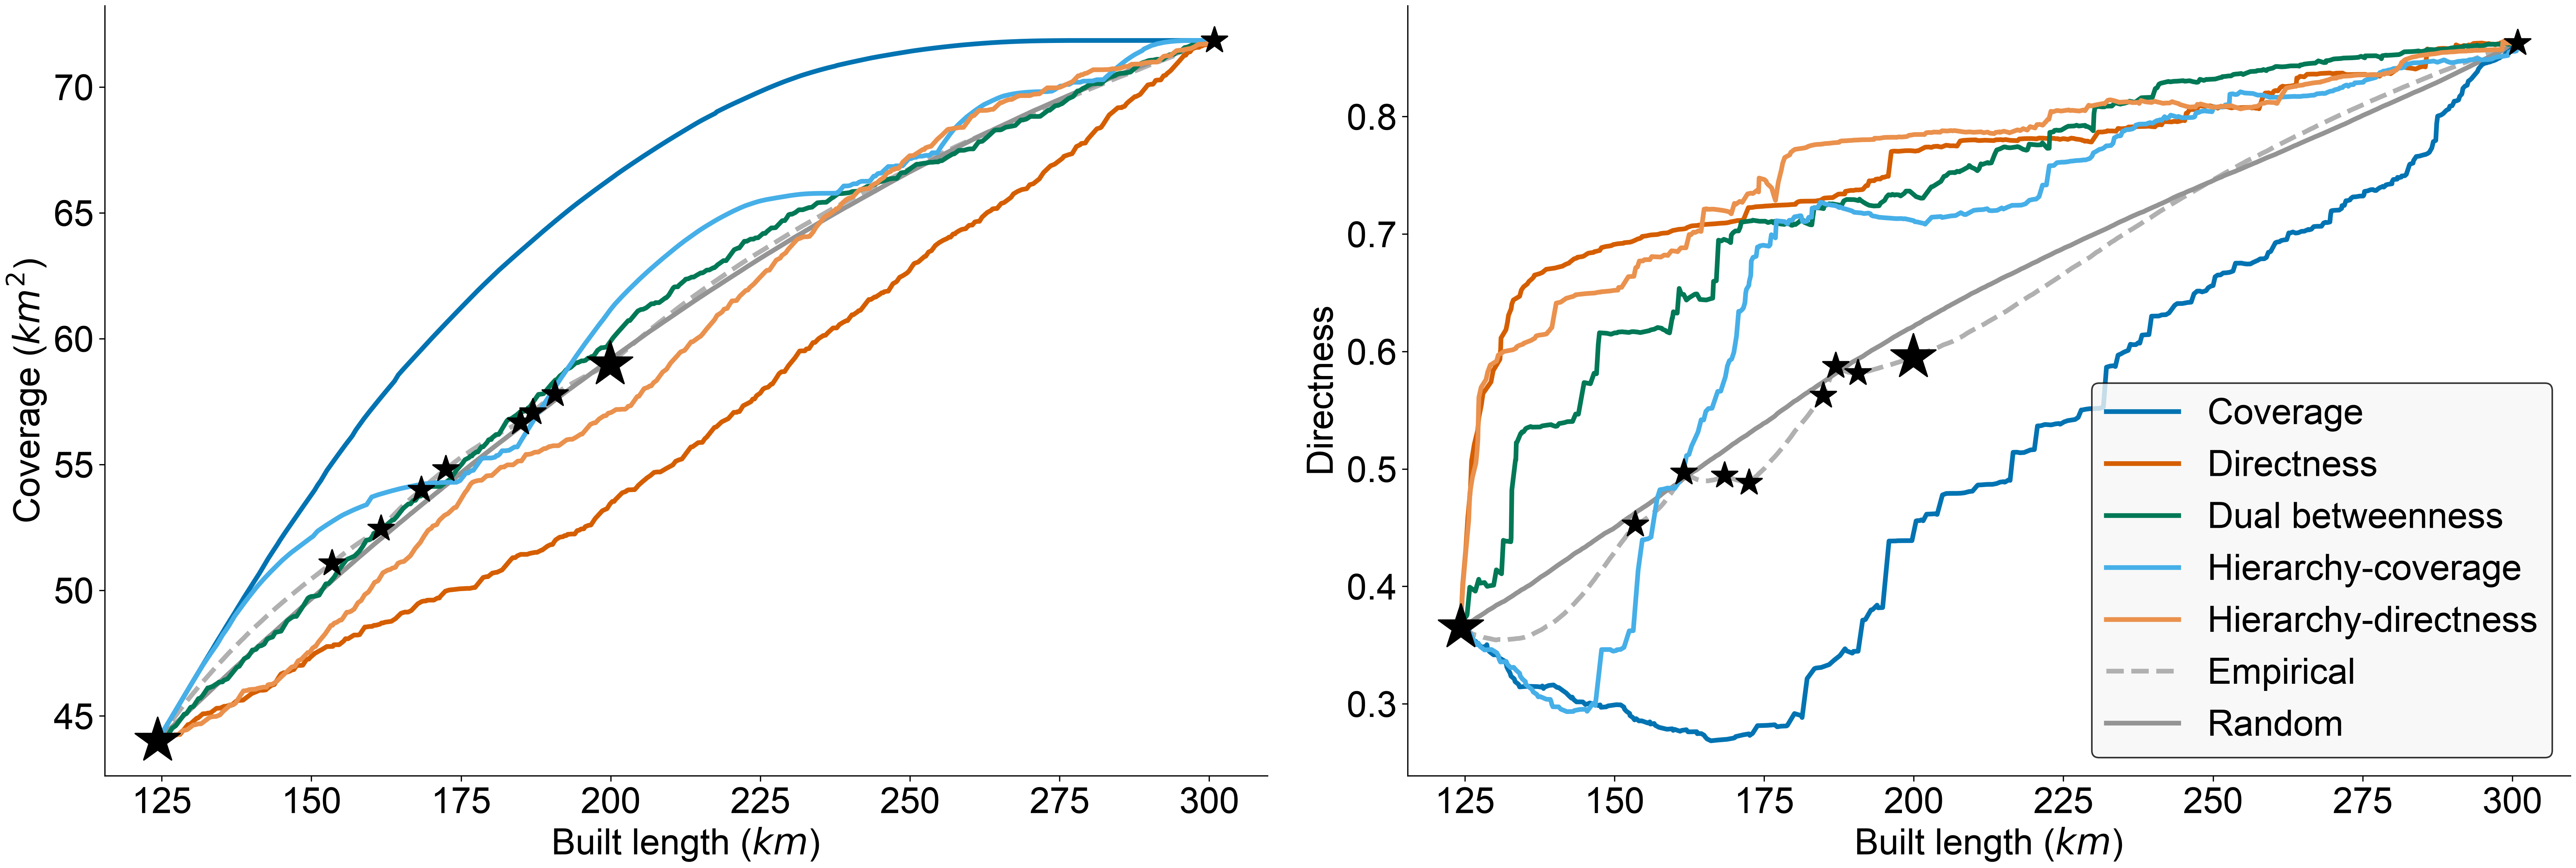 70
65
60
55
50
45
Coverage (km²)
125 150 175 200 225 250 275 300
Built length (km)
0.8
0.7
0.6
0.5
0.4
0.3
Directness
125 150 175 200 225 250 275 300
Built length (km)
Coverage
Directness
Dual betweenness
Hierarchy-coverage
Hierarchy-directness
Empirical
Random